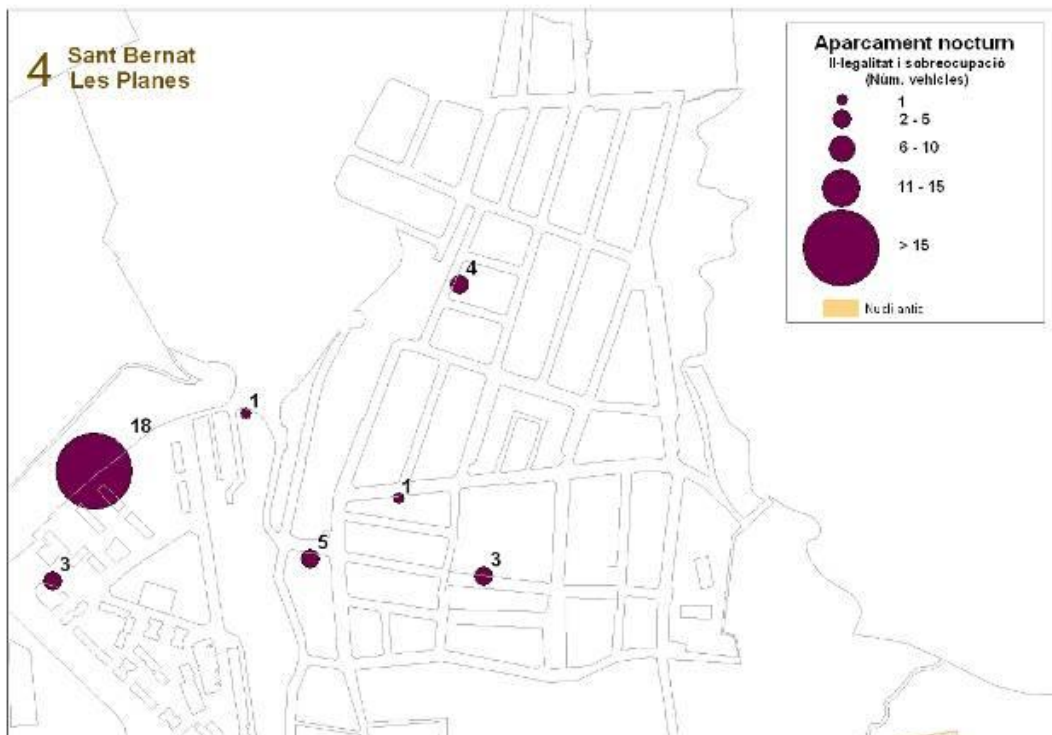 4 Sant Bernat
Les Planes
Aparcament nocturn
Il·legalitat i sobreocupació
(Núm. vehicles)
1
2 - 5
6 - 10
11 - 15
> 15
Nucli antic
4
1
18
1
5
3
3